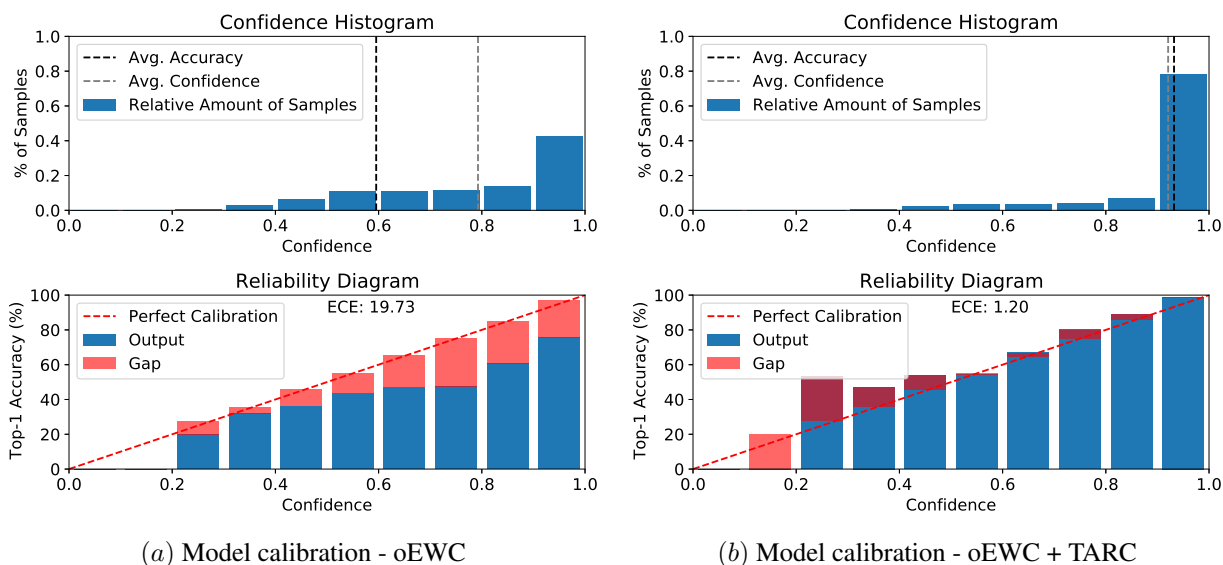 Confidence Histogram
1.0
0.8
0.6
0.4
0.2
0.0
% of Samples
Avg. Accuracy
Avg. Confidence
Relative Amount of Samples
0.0 0.2 0.4 0.6 0.8 1.0
Confidence
Reliability Diagram
100
80
60
40
20
0
Top-1 Accuracy (%)
ECE: 19.73
Perfect Calibration
Output
Gap
0.0 0.2 0.4 0.6 0.8 1.0
Confidence
(a) Model calibration - oEWC
Confidence Histogram
1.0
0.8
0.6
0.4
0.2
0.0
% of Samples
Avg. Accuracy
Avg. Confidence
Relative Amount of Samples
0.0 0.2 0.4 0.6 0.8 1.0
Confidence
Reliability Diagram
100
80
60
40
20
0
Top-1 Accuracy (%)
ECE: 1.20
Perfect Calibration
Output
Gap
0.0 0.2 0.4 0.6 0.8 1.0
Confidence
(b) Model calibration - oEWC + TARC